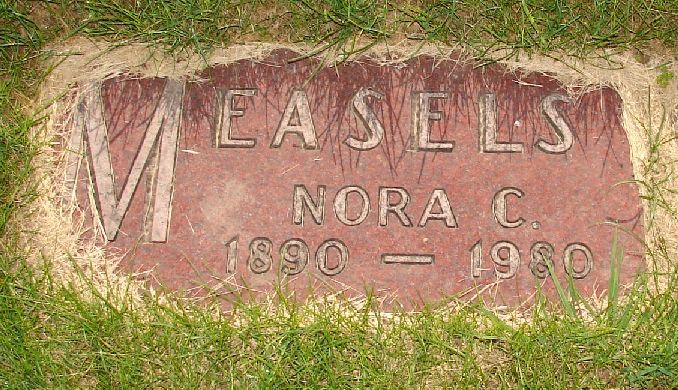 MEASELS
NORA C.
1890 — 1980